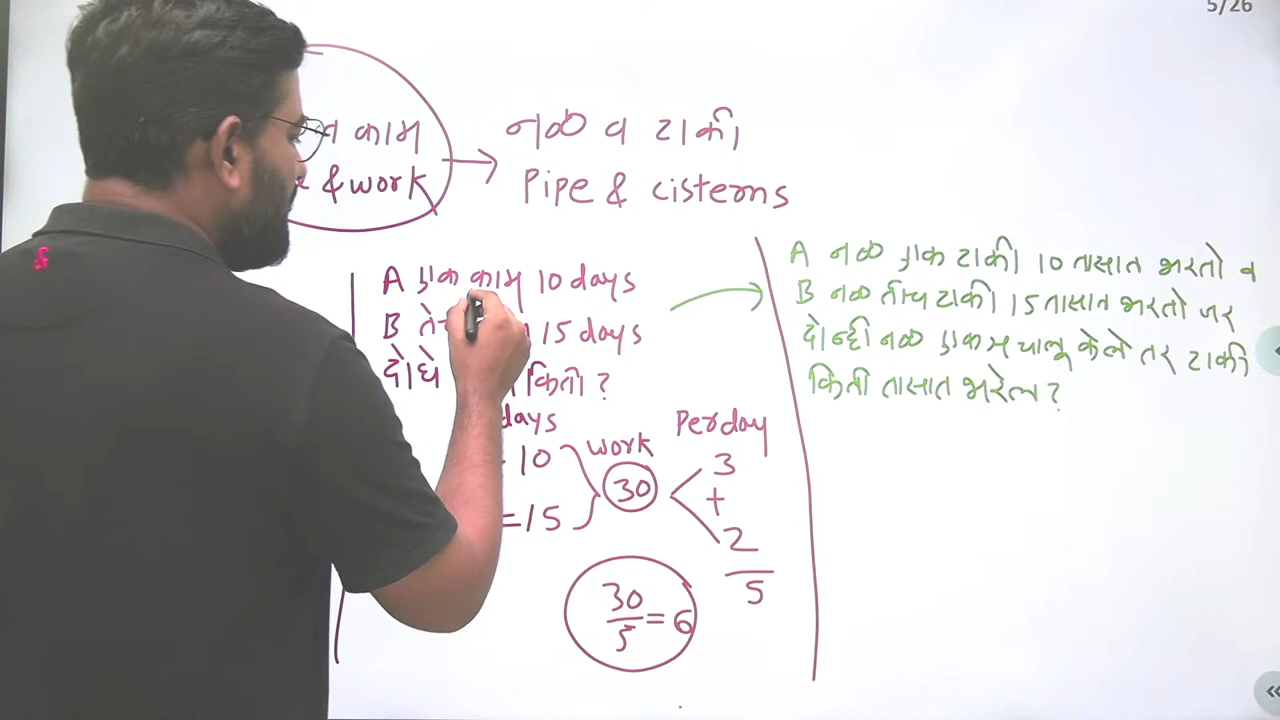 5/26
काम
& work
नळ व टाकी
Pipe & cisterns
A एक काम 10 days
B 15 days
दोघे किती ?
days
10
=15
work
30
Perday
3
+
2
5
30/5 = 6
A नळ एक टाकी 10 तासात भरतो व
B नळ तीच टाकी 15 तासात भरतो जर
दोन्ही नळ एकाच चालू केले तर टाकी
किती तासात भरेल ?